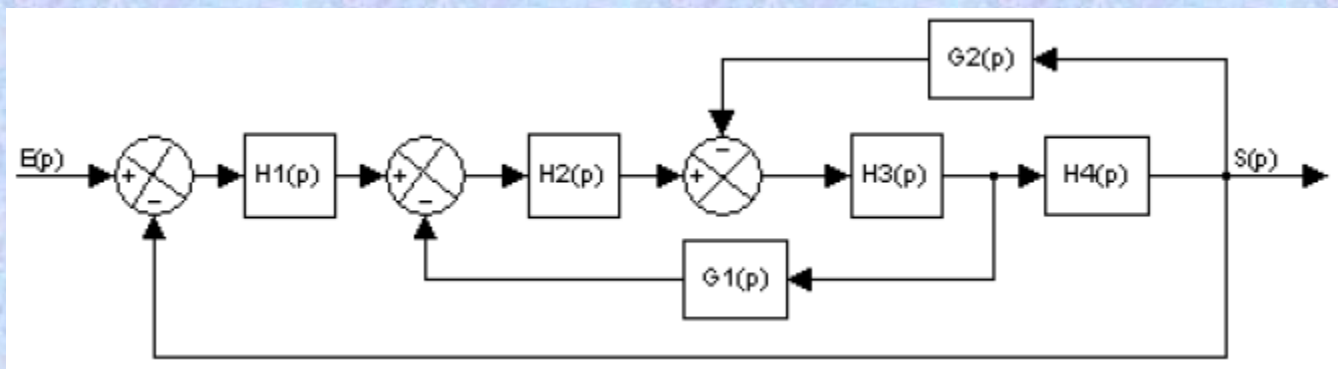 G2(p)
E(p)
+
−
H1(p)
+
−
H2(p)
+
−
H3(p)
H4(p)
S(p)
G1(p)